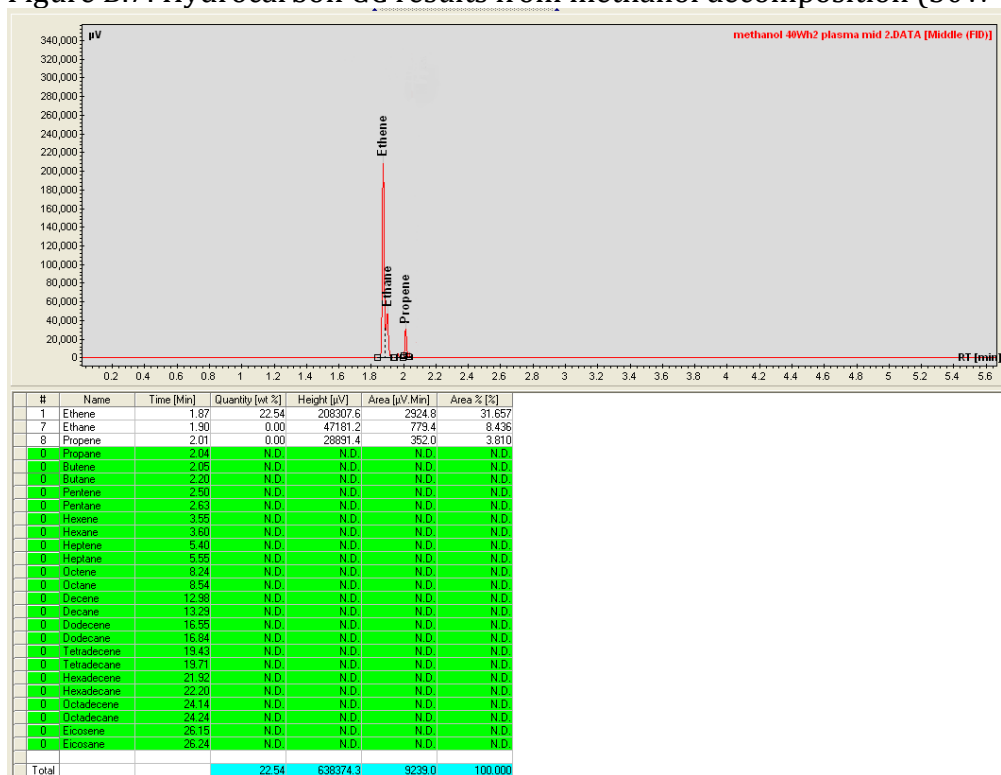 µV
methanol 40Wh2 plasma mid 2.DATA [Middle (FID)]
340,000
320,000
300,000
280,000
260,000
240,000
220,000
200,000
180,000
160,000
140,000
120,000
100,000
80,000
60,000
40,000
20,000
0
Ethene
Ethane
Propene
RT [min]
0.2 0.4 0.6 0.8 1 1.2 1.4 1.6 1.8 2 2.2 2.4 2.6 2.8 3 3.2 3.4 3.6 3.8 4 4.2 4.4 4.6 4.8 5 5.2 5.4 5.6
# Name Time [Min] Quantity [wt %] Height [µV] Area [µV.Min] Area % [%]
1 Ethene 1.87 22.54 208307.6 2924.8 31.657
7 Ethane 1.90 0.00 47181.2 779.4 8.436
8 Propene 2.01 0.00 28891.4 352.0 3.810
0 Propane 2.04 N.D. N.D. N.D. N.D.
0 Butene 2.05 N.D. N.D. N.D. N.D.
0 Butane 2.20 N.D. N.D. N.D. N.D.
0 Pentene 2.50 N.D. N.D. N.D. N.D.
0 Pentane 2.63 N.D. N.D. N.D. N.D.
0 Hexene 3.55 N.D. N.D. N.D. N.D.
0 Hexane 3.60 N.D. N.D. N.D. N.D.
0 Heptene 5.40 N.D. N.D. N.D. N.D.
0 Heptane 5.55 N.D. N.D. N.D. N.D.
0 Octene 8.24 N.D. N.D. N.D. N.D.
0 Octane 8.54 N.D. N.D. N.D. N.D.
0 Decene 12.98 N.D. N.D. N.D. N.D.
0 Decane 13.29 N.D. N.D. N.D. N.D.
0 Dodecene 16.55 N.D. N.D. N.D. N.D.
0 Dodecane 16.84 N.D. N.D. N.D. N.D.
0 Tetradecene 19.43 N.D. N.D. N.D. N.D.
0 Tetradecane 19.71 N.D. N.D. N.D. N.D.
0 Hexadecene 21.92 N.D. N.D. N.D. N.D.
0 Hexadecane 22.20 N.D. N.D. N.D. N.D.
0 Octadecene 24.14 N.D. N.D. N.D. N.D.
0 Octadecane 24.24 N.D. N.D. N.D. N.D.
0 Eicosene 26.15 N.D. N.D. N.D. N.D.
0 Eicosane 26.24 N.D. N.D. N.D. N.D.
Total 22.54 638374.3 9239.0 100.000